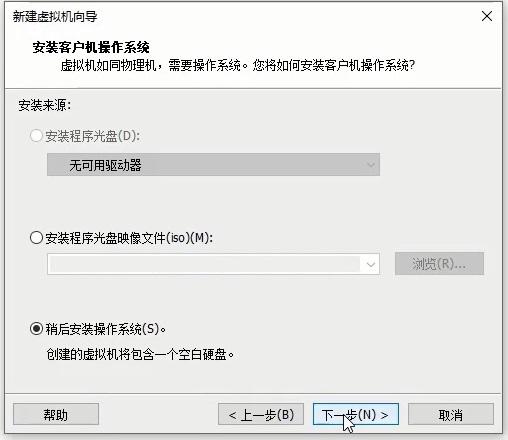 新建虚拟机向导
安装客户机操作系统
虚拟机如同物理机，需要操作系统。您将如何安装客户机操作系统?
安装来源:
安装程序光盘(D):
无可用驱动器
安装程序光盘映像文件(iso)(M):
浏览(R)...
稍后安装操作系统(S)。
创建的虚拟机将包含一个空白硬盘。
帮助
< 上一步(B)
下一步(N) >
取消